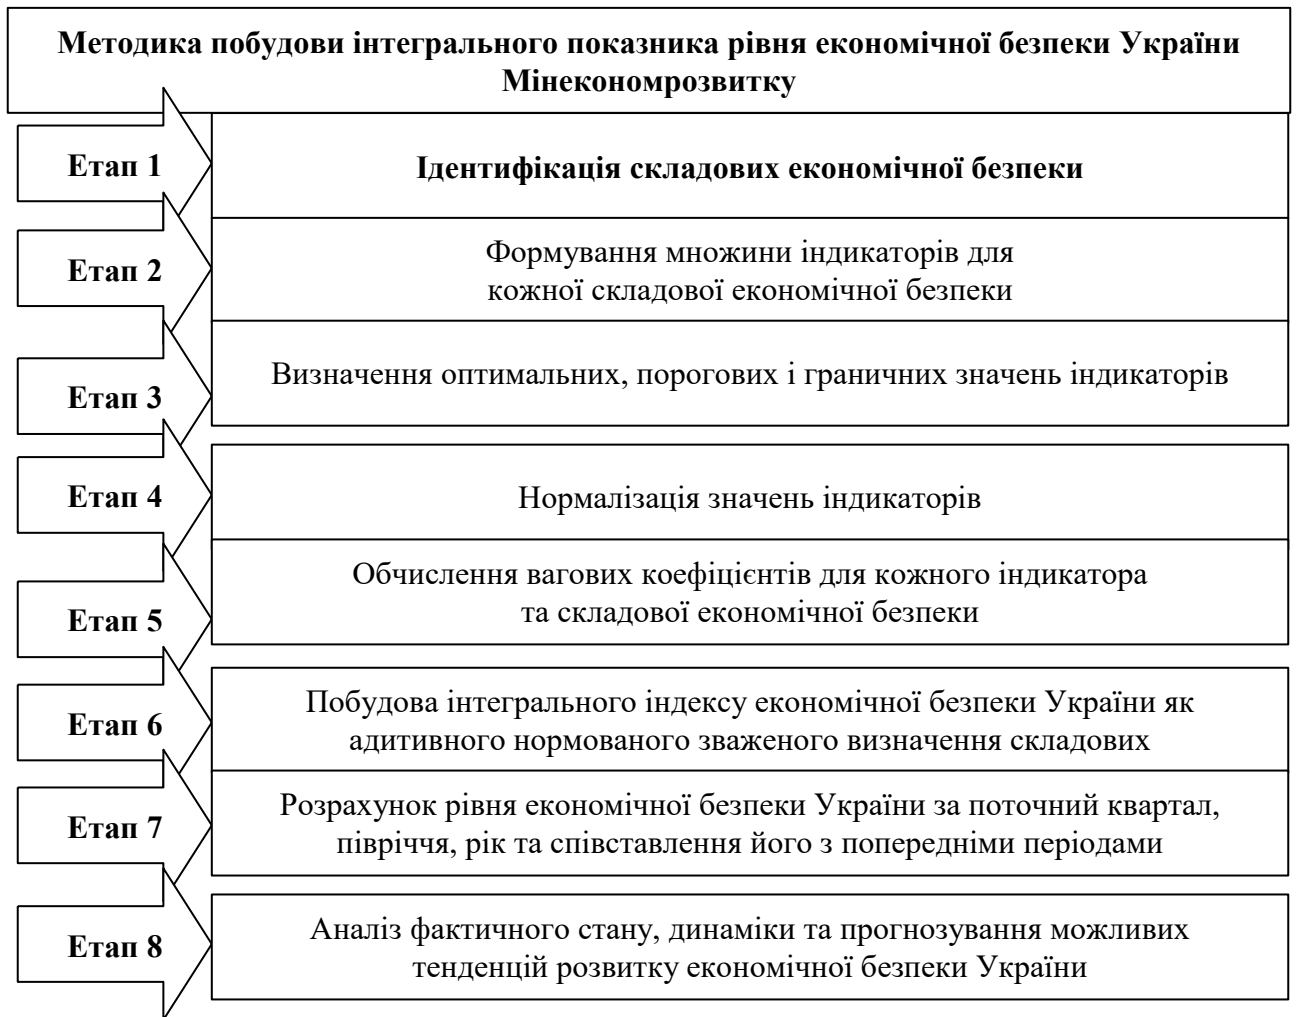 Методика побудови інтегрального показника рівня економічної безпеки України
Мінекономрозвитку
Етап 1
Ідентифікація складових економічної безпеки
Етап 2
Формування множини індикаторів для
кожної складової економічної безпеки
Етап 3
Визначення оптимальних, порогових і граничних значень індикаторів
Етап 4
Нормалізація значень індикаторів
Етап 5
Обчислення вагових коефіцієнтів для кожного індикатора
та складової економічної безпеки
Етап 6
Побудова інтегрального індексу економічної безпеки України як
адитивного нормованого зваженого визначення складових
Етап 7
Розрахунок рівня економічної безпеки України за поточний квартал,
півріччя, рік та співставлення його з попередніми періодами
Етап 8
Аналіз фактичного стану, динаміки та прогнозування можливих
тенденцій розвитку економічної безпеки України